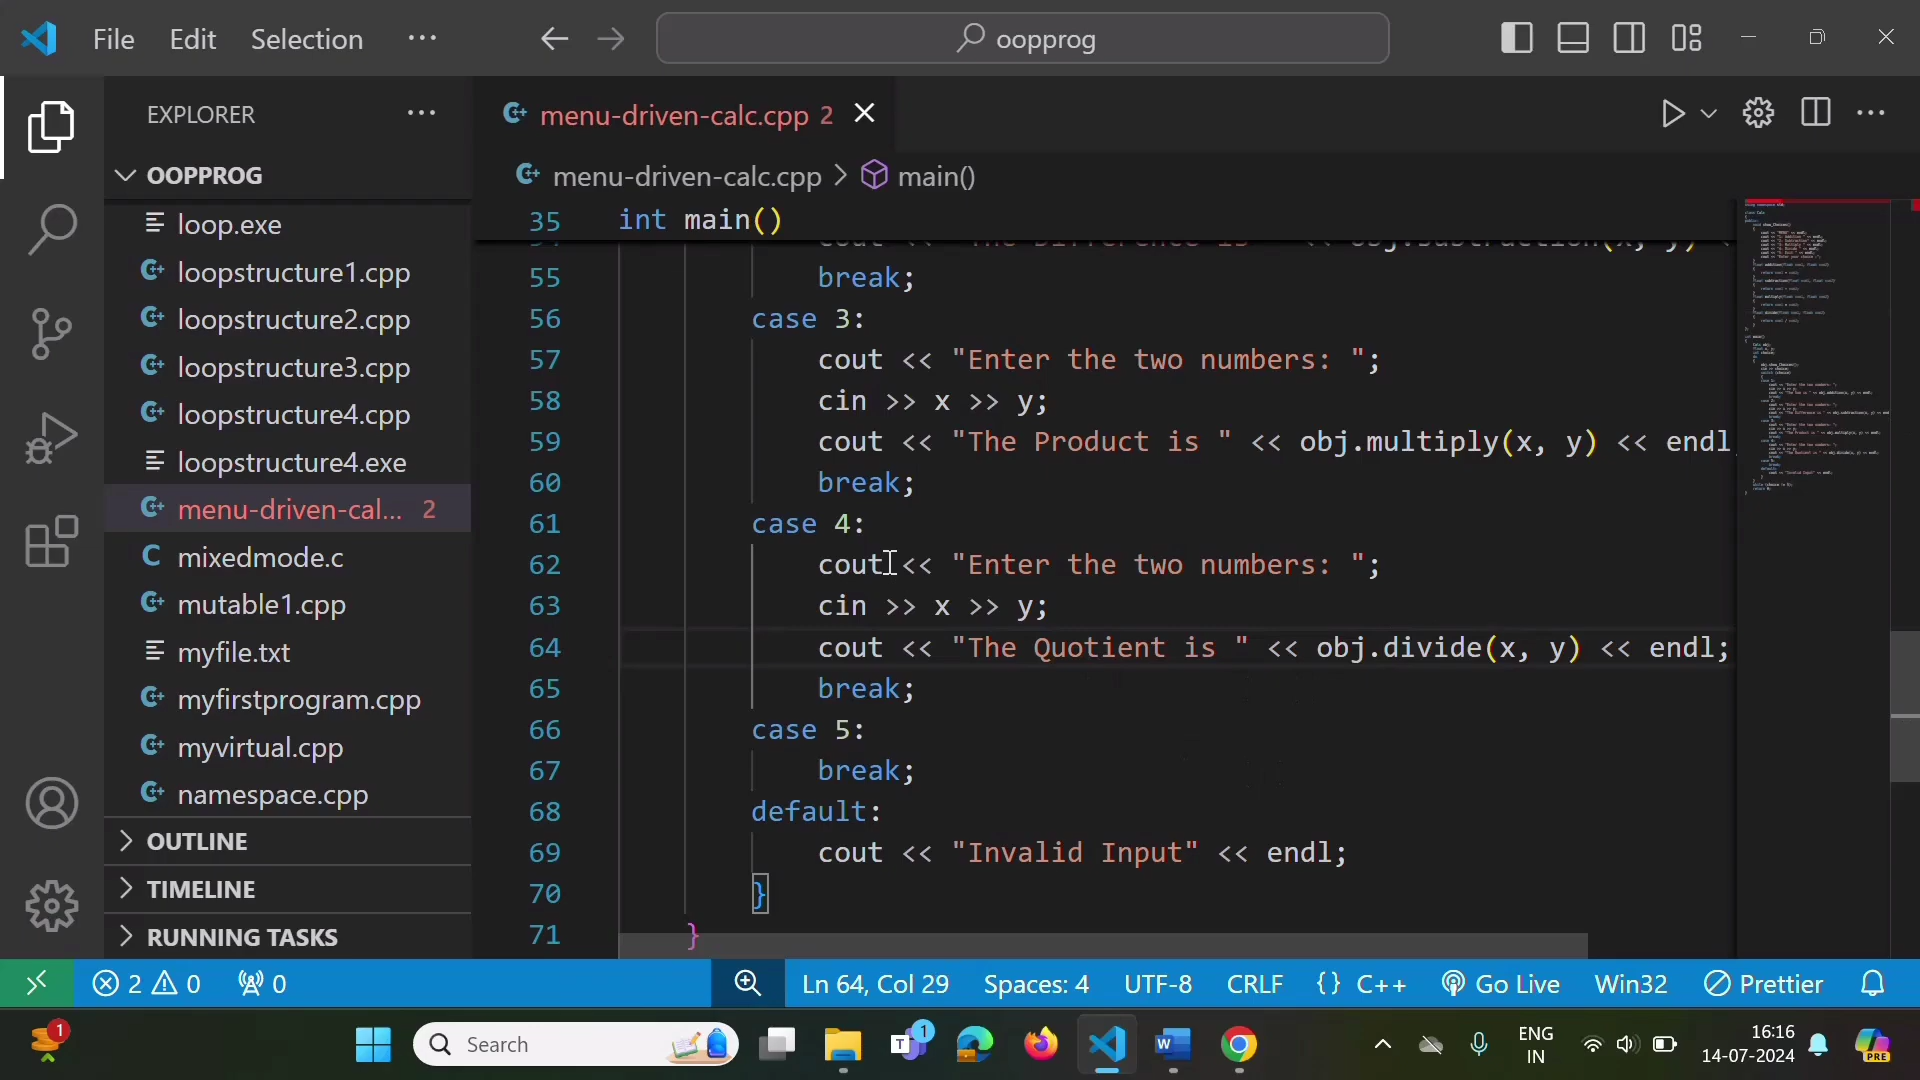 File Edit Selection ...
oopprog
EXPLORER
OOPPROG
loop.exe
loopstructure1.cpp
loopstructure2.cpp
loopstructure3.cpp
loopstructure4.cpp
loopstructure4.exe
menu-driven-cal... 2
mixedmode.c
mutable1.cpp
myfile.txt
myfirstprogram.cpp
myvirtual.cpp
namespace.cpp
OUTLINE
TIMELINE
RUNNING TASKS
menu-driven-calc.cpp 2
menu-driven-calc.cpp > main()
35 int main()
55 break;
56 case 3:
57 cout << "Enter the two numbers: ";
58 cin >> x >> y;
59 cout << "The Product is " << obj.multiply(x, y) << endl
60 break;
61 case 4:
62 cout << "Enter the two numbers: ";
63 cin >> x >> y;
64 cout << "The Quotient is " << obj.divide(x, y) << endl;
65 break;
66 case 5:
67 break;
68 default:
69 cout << "Invalid Input" << endl;
70 }
71 }
2 0 0
Ln 64, Col 29 Spaces: 4 UTF-8 CRLF {} C++ Go Live Win32 Prettier
1 Search 1 ENG IN 16:16 14-07-2024 PRE